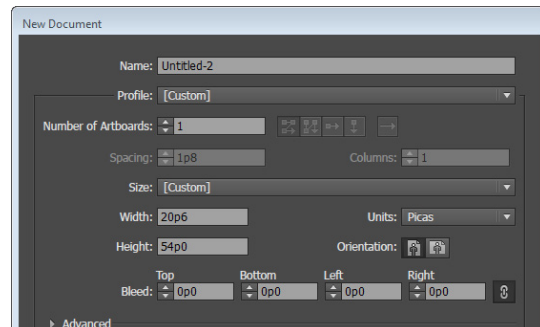 New Document
Name: Untitled-2
Profile: [Custom]
Number of Artboards: 1
Spacing: 1p8 Columns: 1
Size: [Custom]
Width: 20p6 Units: Picas
Height: 54p0 Orientation:
Top Bottom Left Right
Bleed: 0p0 0p0 0p0 0p0
Advanced